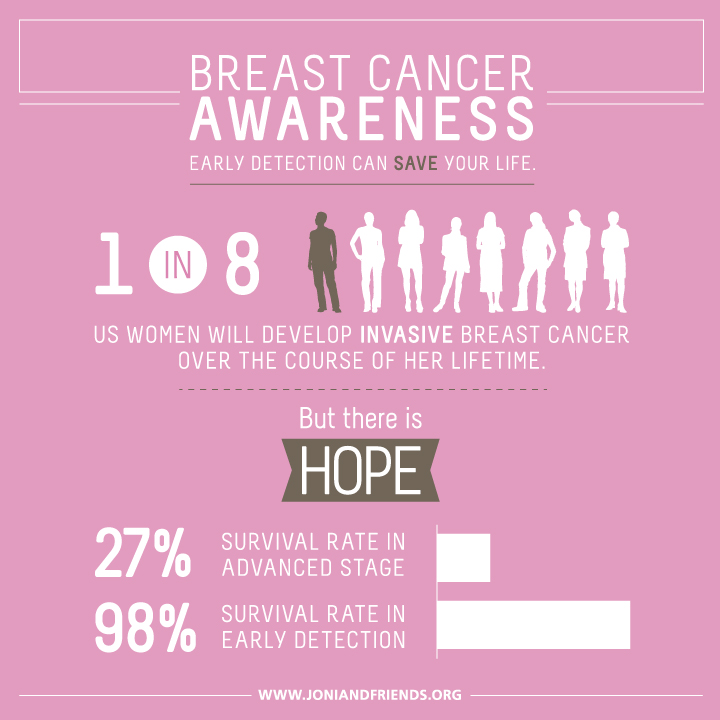 BREAST CANCER
AWARENESS
EARLY DETECTION CAN SAVE YOUR LIFE.
1 IN 8
US WOMEN WILL DEVELOP INVASIVE BREAST CANCER
OVER THE COURSE OF HER LIFETIME.
But there is
HOPE
27% SURVIVAL RATE IN
ADVANCED STAGE
98% SURVIVAL RATE IN
EARLY DETECTION
WWW.JONIANDFRIENDS.ORG